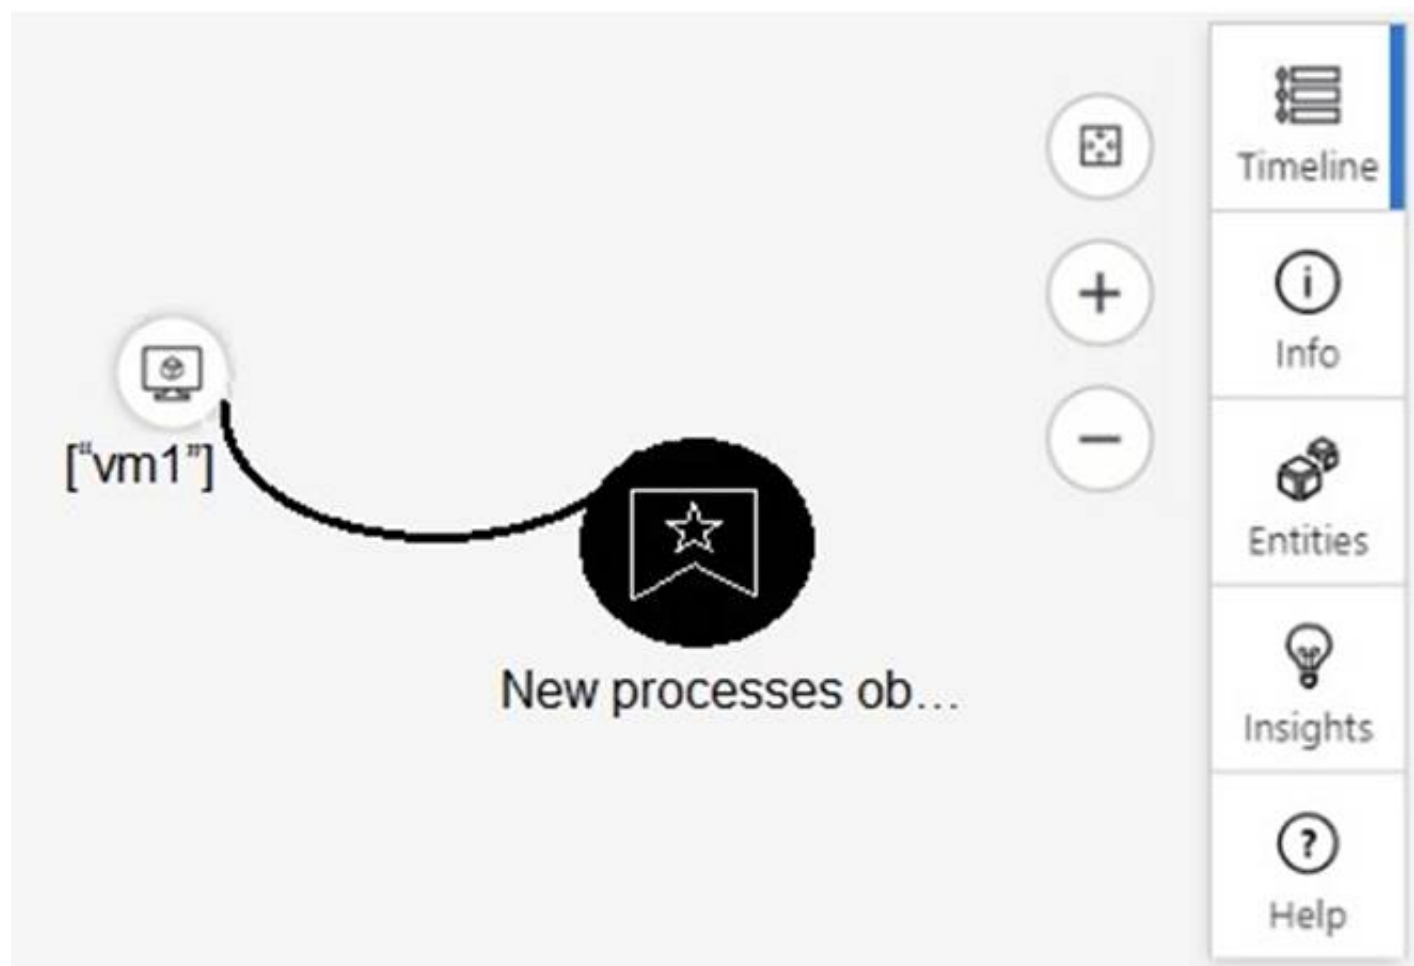 Timeline
Info
["vm1"]
Entities
New processes ob...
Insights
Help